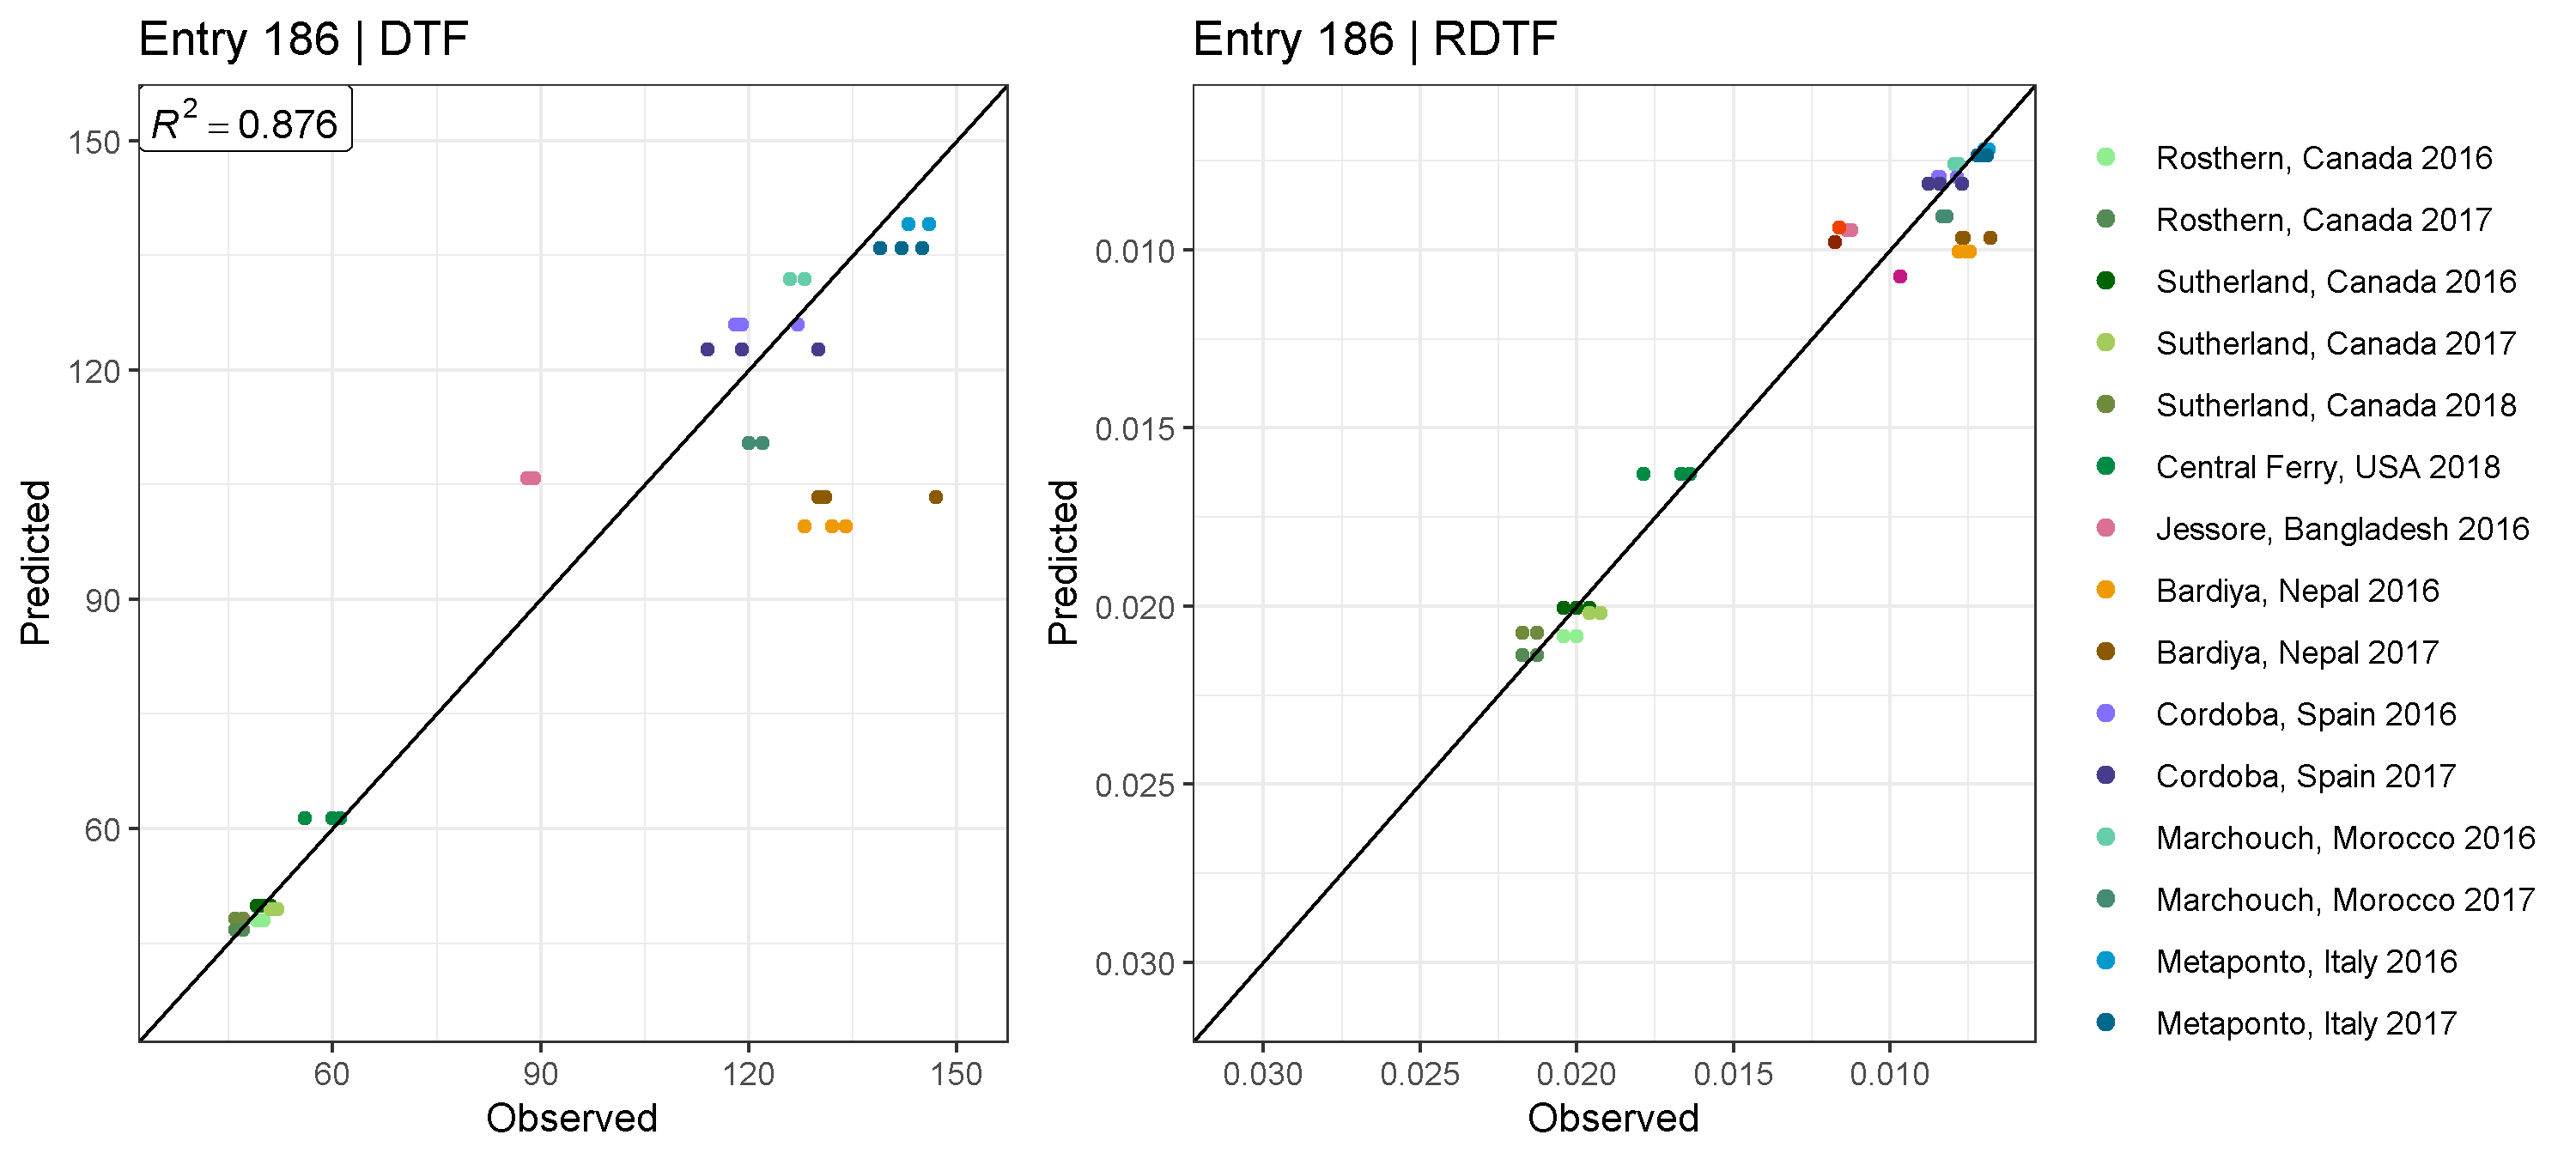 Entry 186 | DTF
R² = 0.876
150
120
90
60
Predicted
60 90 120 150
Observed
Entry 186 | RDTF
0.010
0.015
0.020
0.025
0.030
Predicted
0.030 0.025 0.020 0.015 0.010
Observed
Rosthern, Canada 2016
Rosthern, Canada 2017
Sutherland, Canada 2016
Sutherland, Canada 2017
Sutherland, Canada 2018
Central Ferry, USA 2018
Jessore, Bangladesh 2016
Bardiya, Nepal 2016
Bardiya, Nepal 2017
Cordoba, Spain 2016
Cordoba, Spain 2017
Marchouch, Morocco 2016
Marchouch, Morocco 2017
Metaponto, Italy 2016
Metaponto, Italy 2017